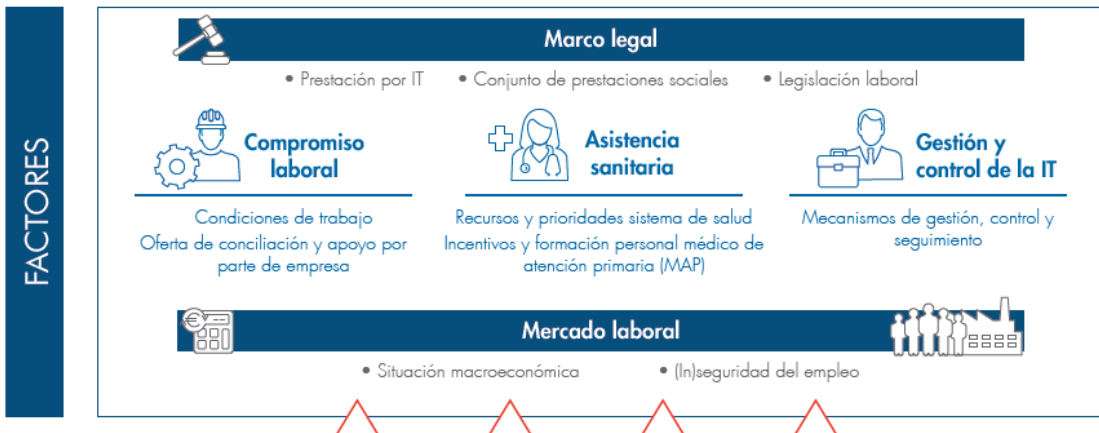 FACTORES
Marco legal
• Prestación por IT • Conjunto de prestaciones sociales • Legislación laboral
Compromiso
laboral
Condiciones de trabajo
Oferta de conciliación y apoyo por
parte de empresa
Asistencia
sanitaria
Recursos y prioridades sistema de salud
Incentivos y formación personal médico de
atención primaria (MAP)
Gestión y
control de la IT
Mecanismos de gestión, control y
seguimiento
€
Mercado laboral
• Situación macroeconómica • (In)seguridad del empleo